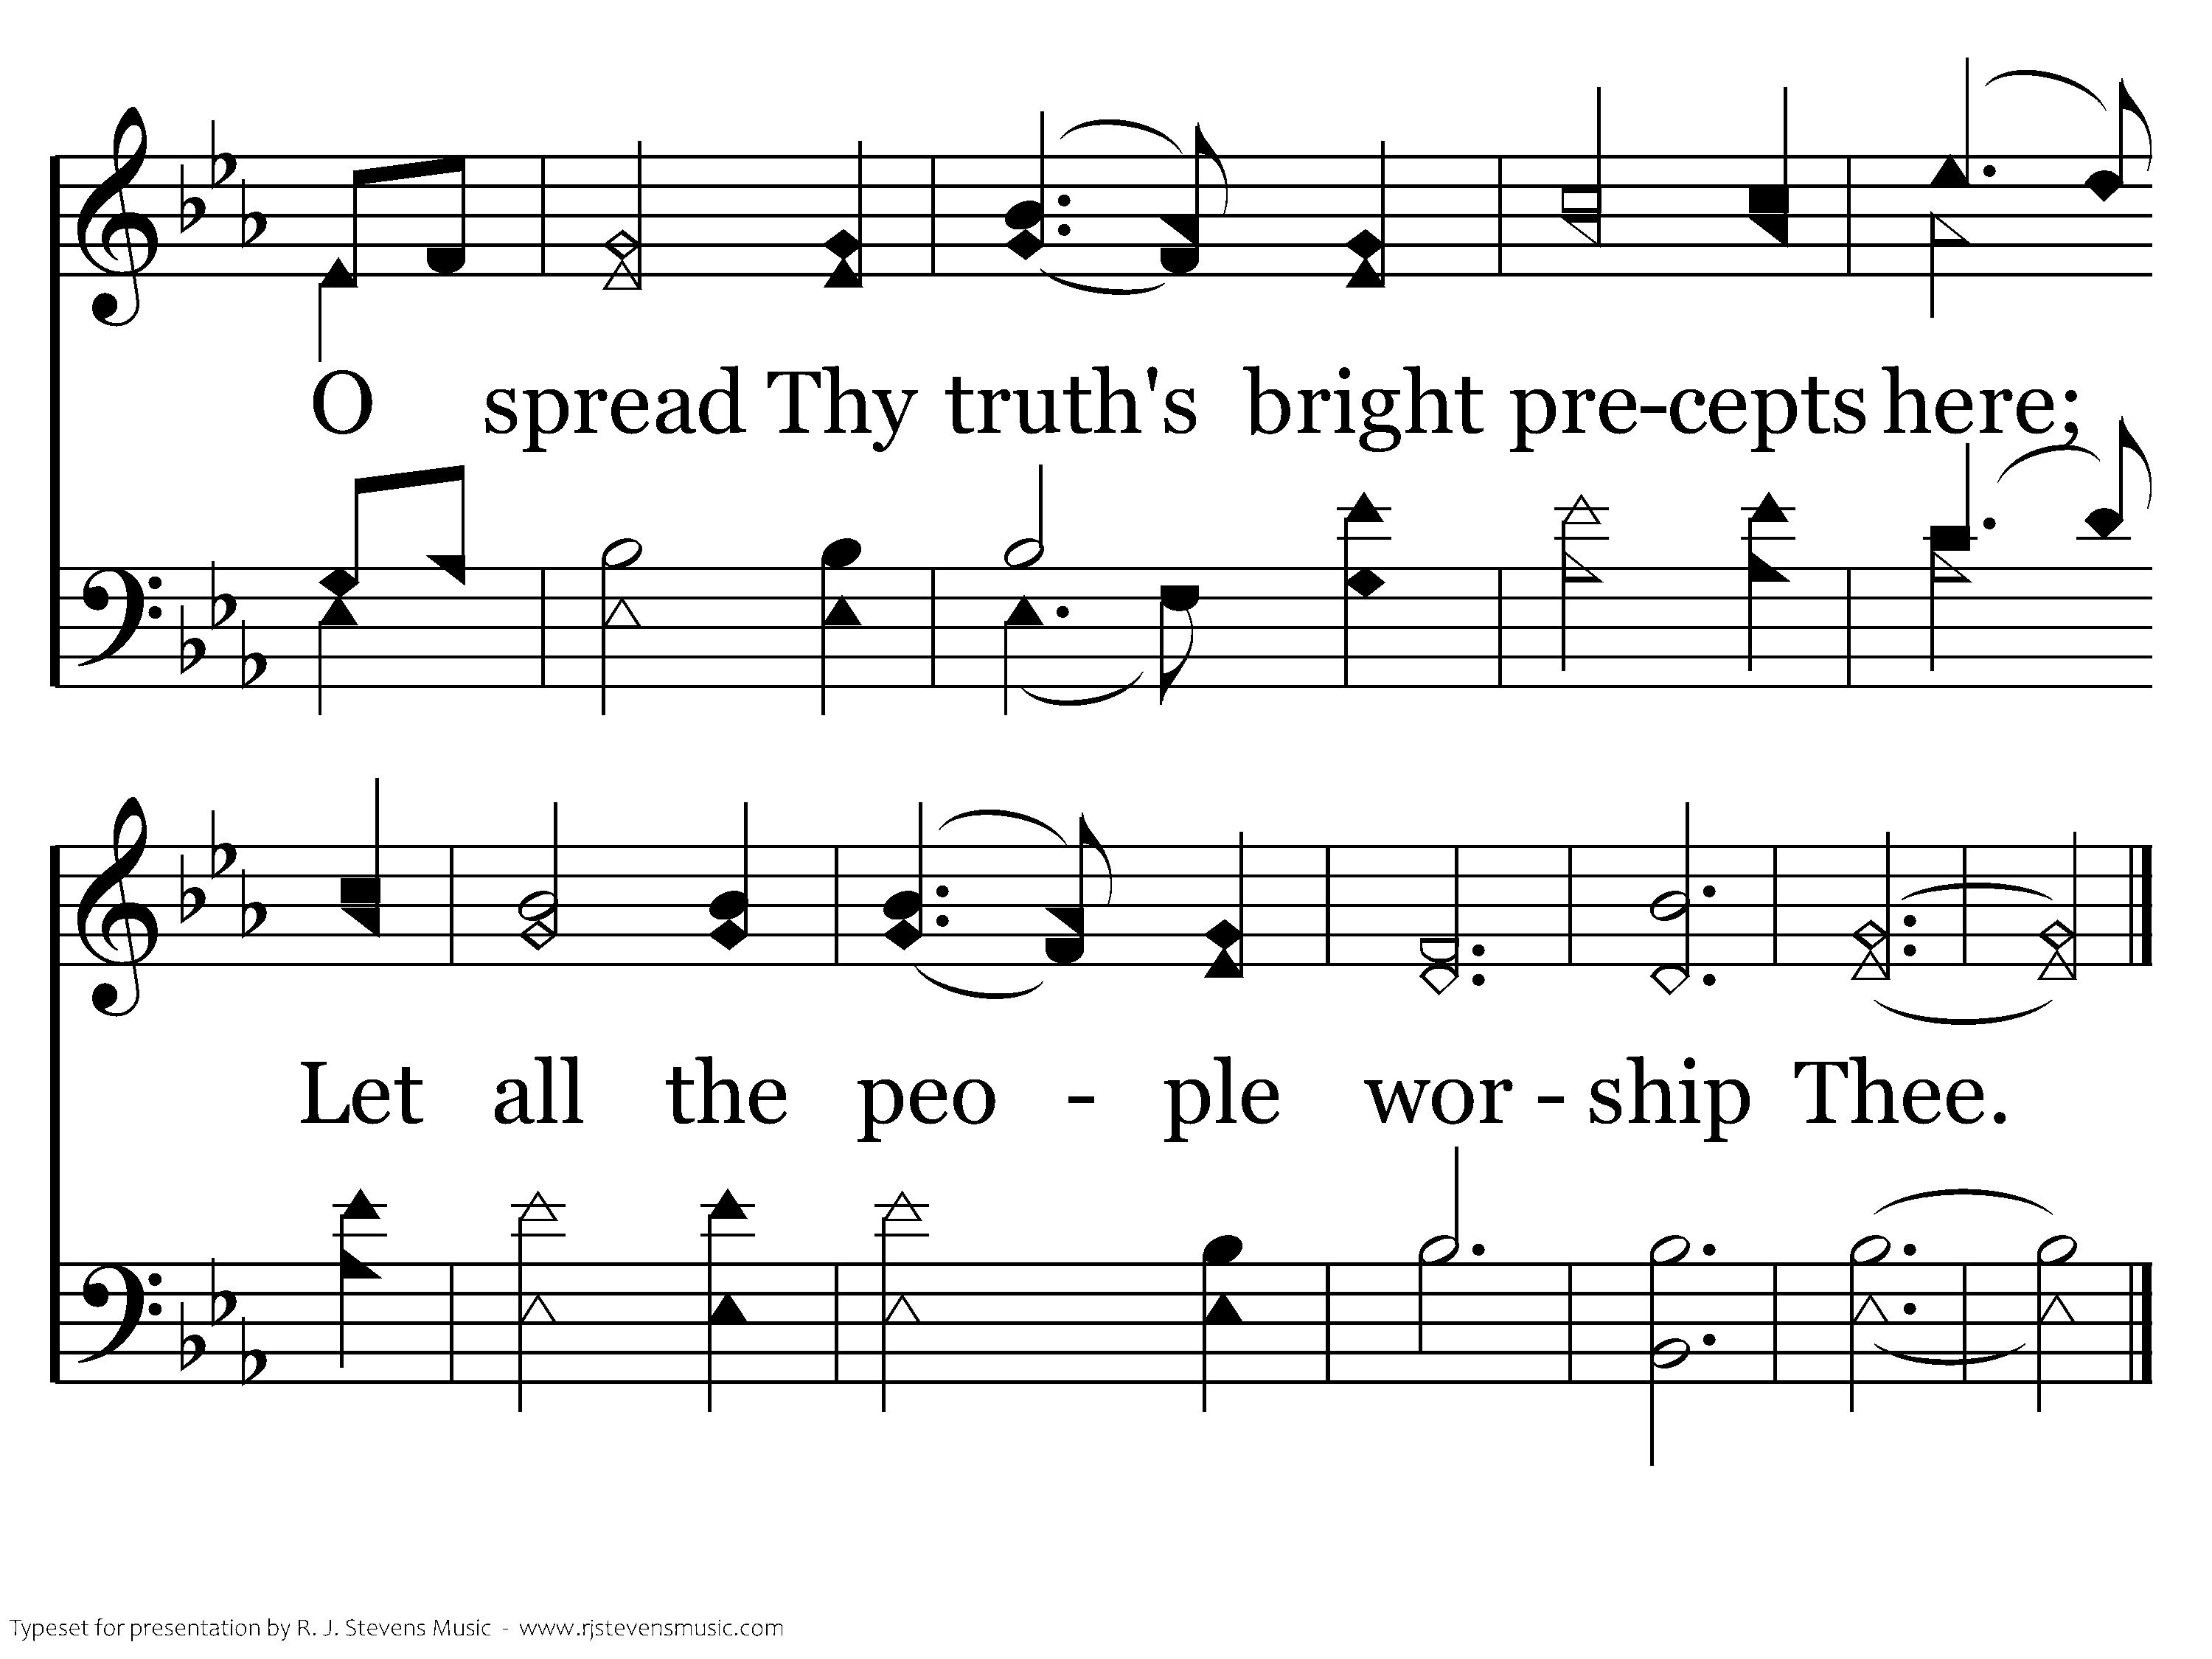 O spread Thy truth's bright pre-cepts here;
Let all the peo - ple wor - ship Thee.
Typeset for presentation by R. J. Stevens Music - www.rjstevensmusic.com